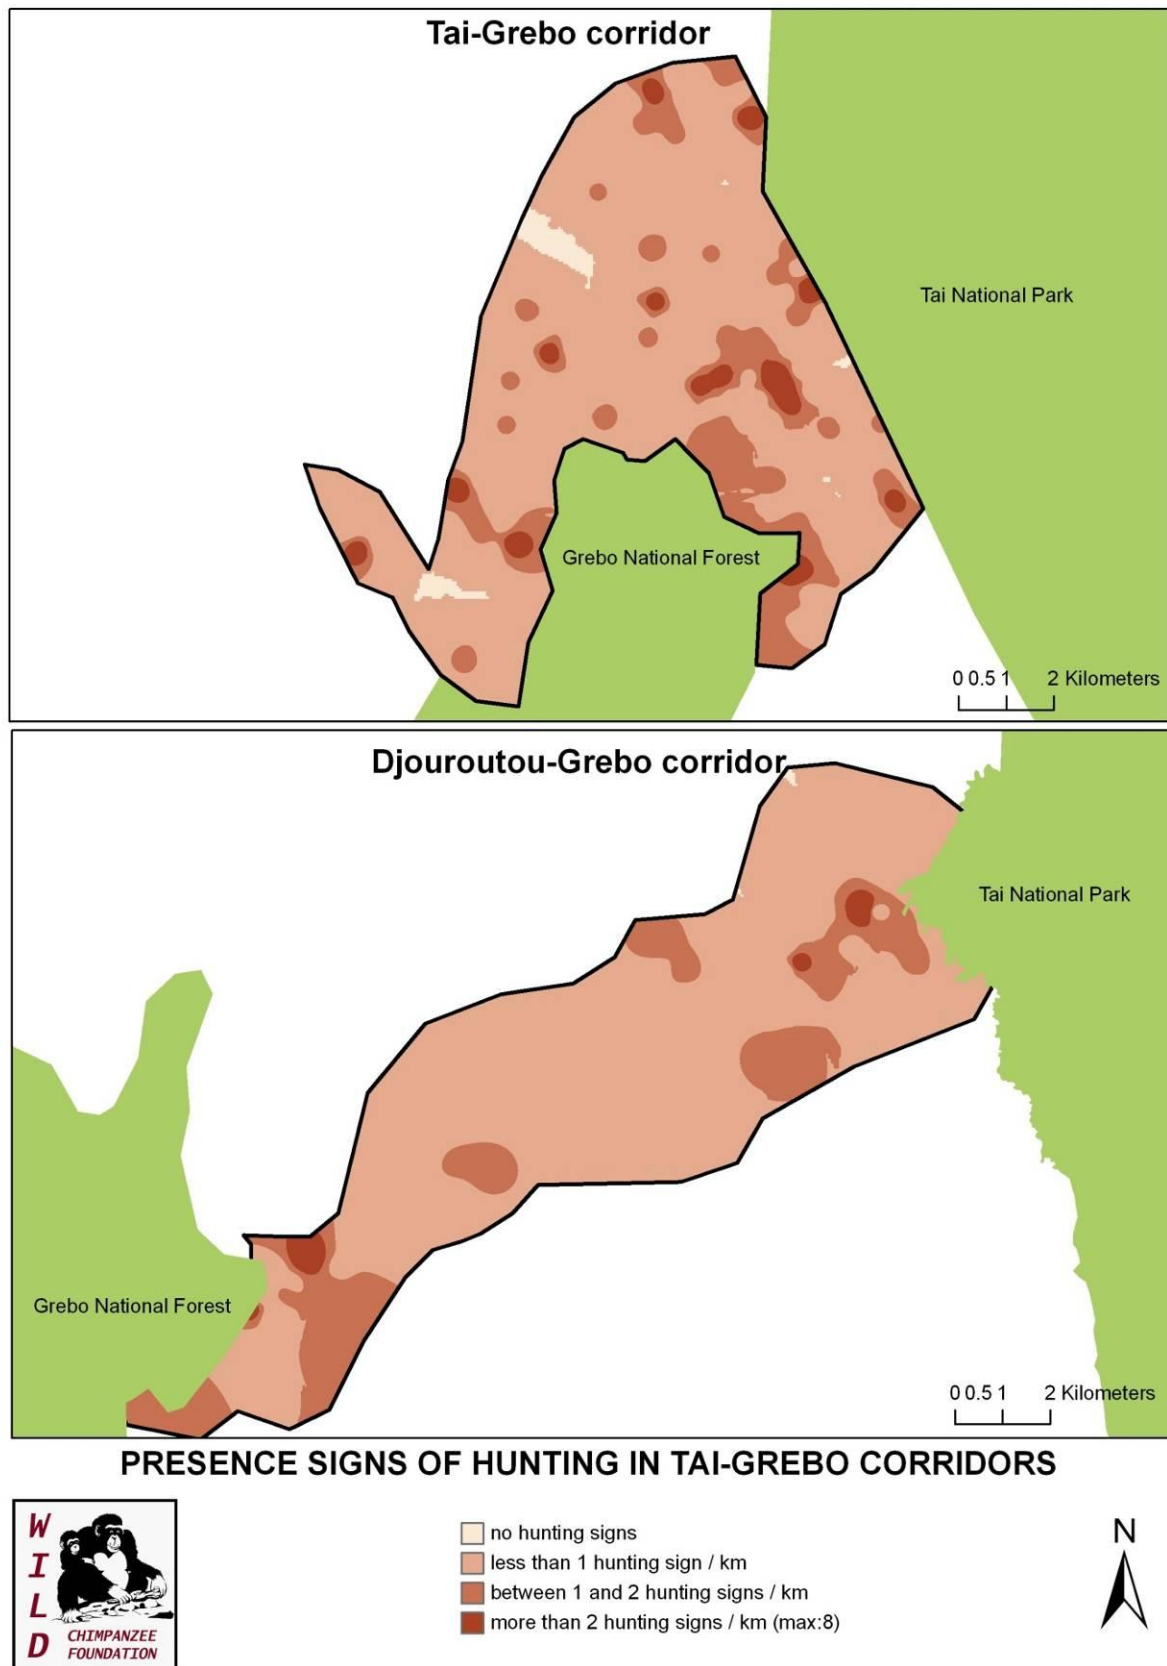 Tai-Grebo corridor
Tai National Park
Grebo National Forest
0 0.5 1 2 Kilometers
Djouroutou-Grebo corridor
Tai National Park
Grebo National Forest
0 0.5 1 2 Kilometers
PRESENCE SIGNS OF HUNTING IN TAI-GREBO CORRIDORS
WILD
CHIMPANZEE
FOUNDATION
no hunting signs
less than 1 hunting sign / km
between 1 and 2 hunting signs / km
more than 2 hunting signs / km (max:8)
N